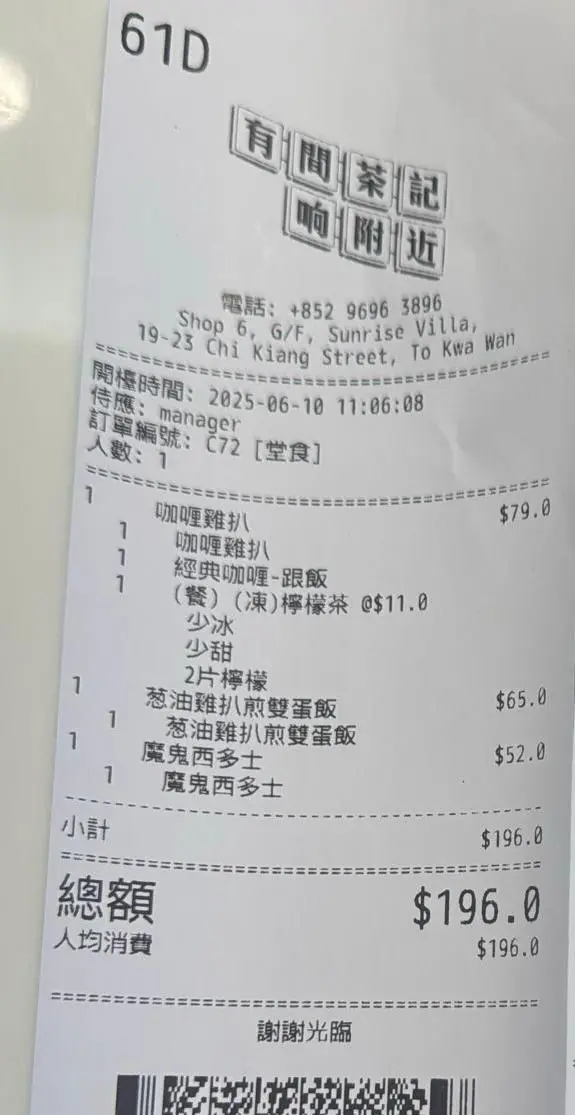 61D
有間茶記
响附近
電話: +852 9696 3896
Shop 6, G/F, Sunrise Villa,
19-23 Chi Kiang Street, To Kwa Wan
開檯時間: 2025-06-10 11:06:08
侍應: manager
訂單編號: C72 [堂食]
人數: 1
1 咖喱雞扒 $79.0
1 咖喱雞扒
1 經典咖喱-跟飯
1 (餐) (凍)檸檬茶 @$11.0
少冰
少甜
2片檸檬
1 葱油雞扒煎雙蛋飯 $65.0
1 葱油雞扒煎雙蛋飯
1 魔鬼西多士 $52.0
1 魔鬼西多士
小計 $196.0
總額 $196.0
人均消費 $196.0
謝謝光臨